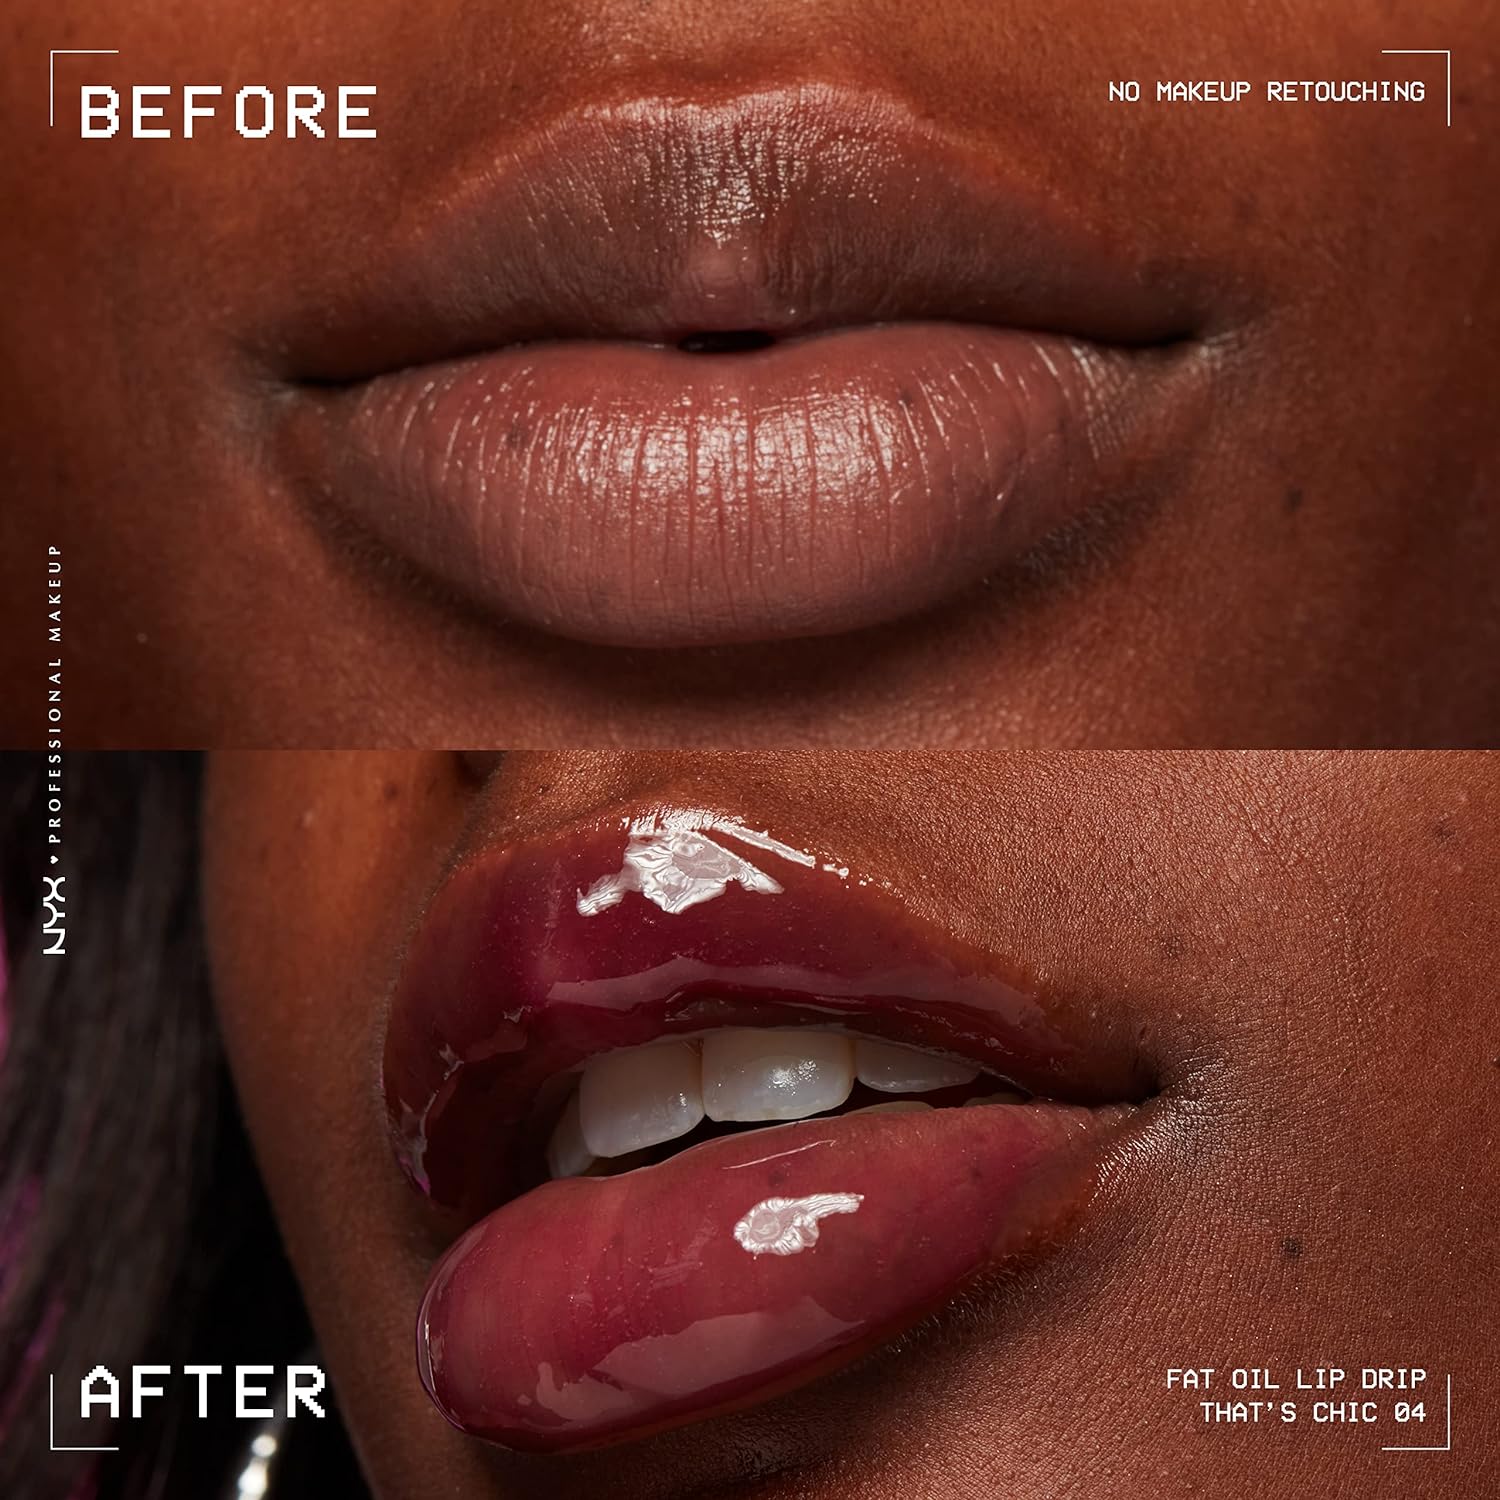 BEFORE
NO MAKEUP RETOUCHING
NYX ♥ PROFESSIONAL MAKEUP
AFTER
FAT OIL LIP DRIP
THAT'S CHIC 04